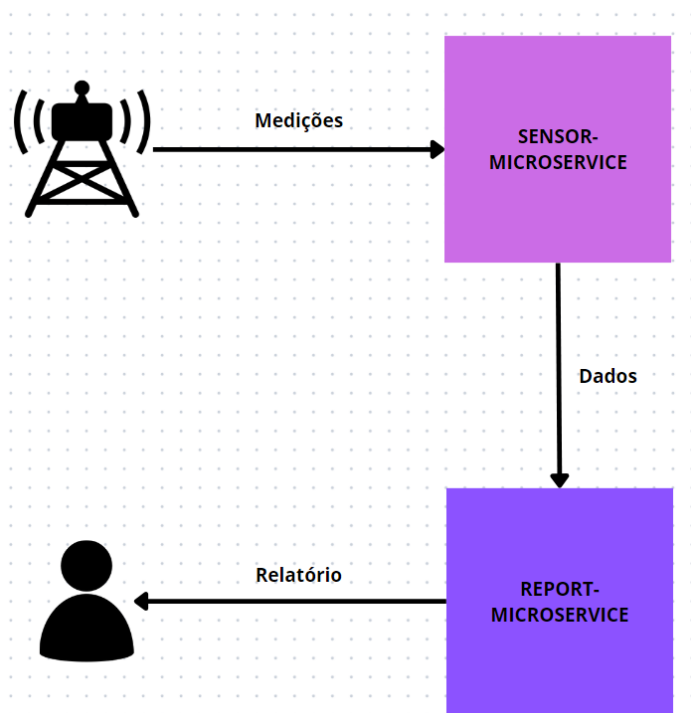 Medições
SENSOR-
MICROSERVICE
Dados
Relatório
REPORT-
MICROSERVICE